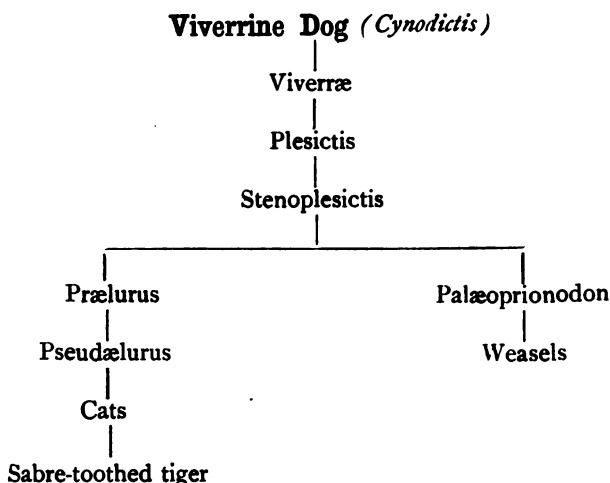 Viverrine Dog (Cynodictis)
Viverræ
Plesictis
Stenoplesictis
Prælurus
Palæoprionodon
Pseudælurus
Weasels
Cats
Sabre-toothed tiger